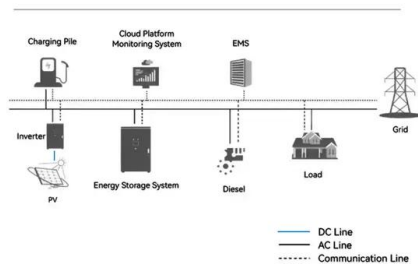 Charging Pile
Cloud Platform
Monitoring System
EMS
Grid
Inverter
PV
Energy Storage System
Diesel
Load
DC Line
AC Line
Communication Line